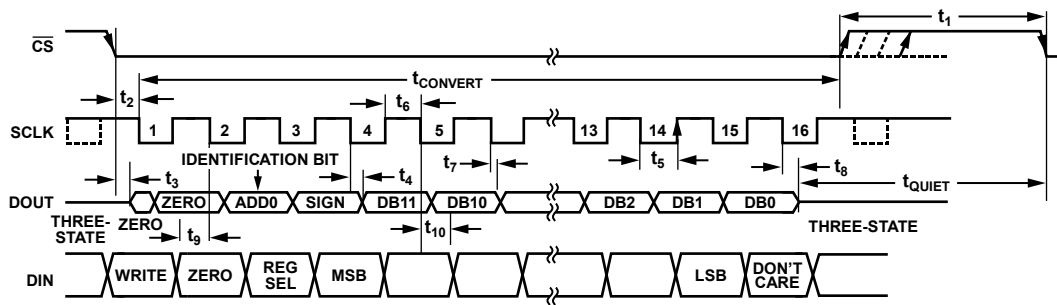 t1
CS
tCONVERT
t2
t6
SCLK
1 2 3 4 5 13 14 15 16
IDENTIFICATION BIT
t7
t5
t8
t3
t4
tQUIET
DOUT
ZERO ADD0 SIGN DB11 DB10 DB2 DB1 DB0
THREE-
STATE
ZERO
THREE-STATE
t9
t10
DIN
WRITE ZERO REG
SEL MSB LSB DON'T
CARE